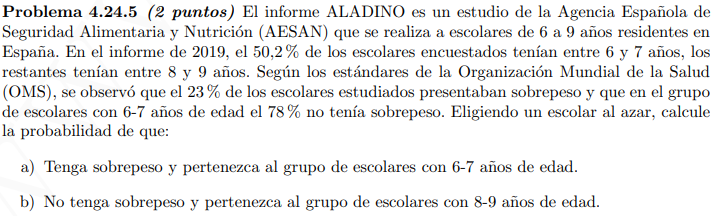 Problema 4.24.5 (2 puntos) El informe ALADINO es un estudio de la Agencia Española de
Seguridad Alimentaria y Nutrición (AESAN) que se realiza a escolares de 6 a 9 años residentes en
España. En el informe de 2019, el 50,2 % de los escolares encuestados tenían entre 6 y 7 años, los
restantes tenían entre 8 y 9 años. Según los estándares de la Organización Mundial de la Salud
(OMS), se observó que el 23 % de los escolares estudiados presentaban sobrepeso y que en el grupo
de escolares con 6-7 años de edad el 78 % no tenía sobrepeso. Eligiendo un escolar al azar, calcule
la probabilidad de que:
a) Tenga sobrepeso y pertenezca al grupo de escolares con 6-7 años de edad.
b) No tenga sobrepeso y pertenezca al grupo de escolares con 8-9 años de edad.